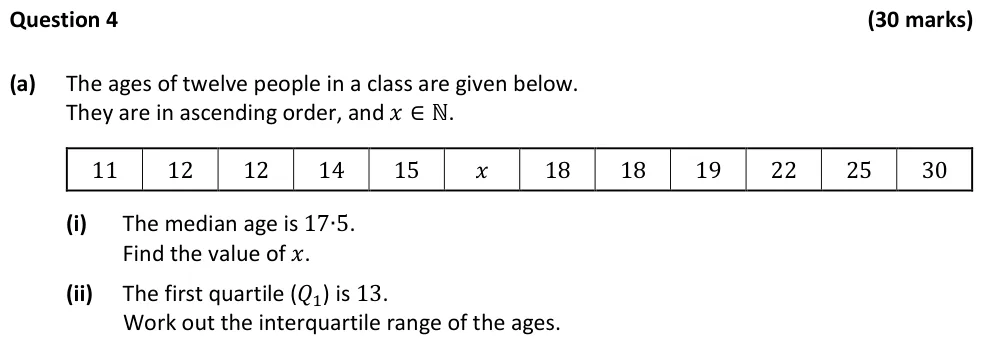 Question 4 (30 marks)
(a) The ages of twelve people in a class are given below.
They are in ascending order, and x ∈ ℕ.
11 12 12 14 15 x 18 18 19 22 25 30
(i) The median age is 17·5.
Find the value of x.
(ii) The first quartile (Q₁) is 13.
Work out the interquartile range of the ages.